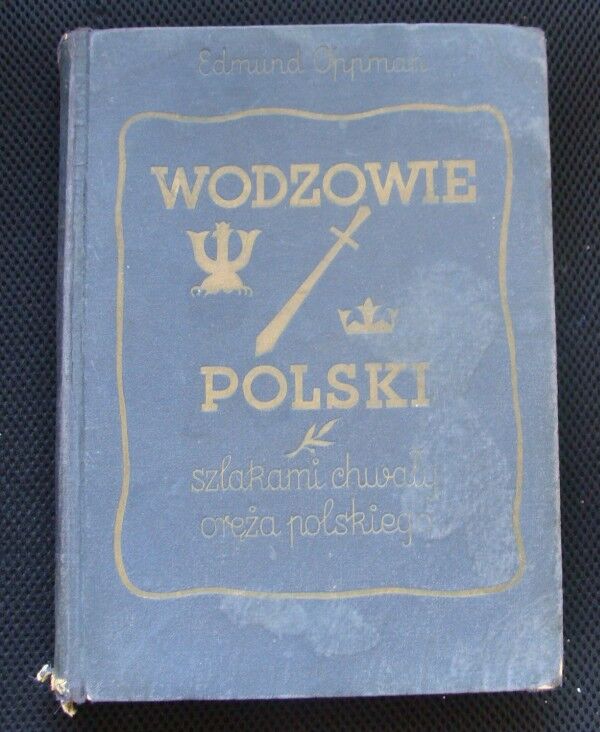 Edmund Oppman
WODZOWIE
POLSKI
szlakami chwały
oręża polskiego